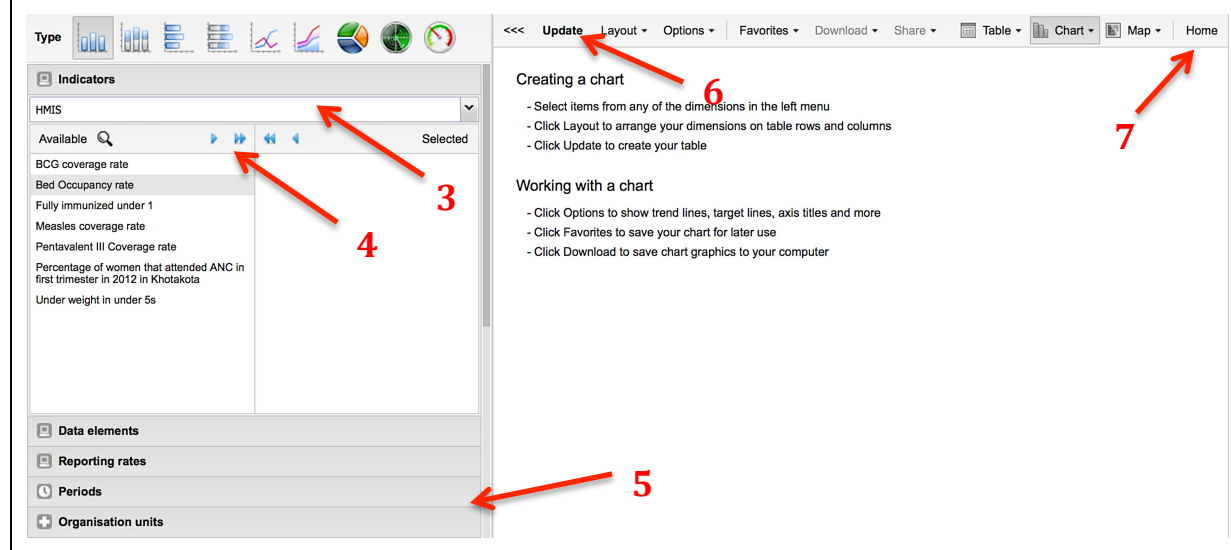 Type
<<< Update Layout Options Favorites Download Share Table Chart Map Home
Indicators
HMIS
Available Selected
BCG coverage rate
Bed Occupancy rate
Fully immunized under 1
Measles coverage rate
Pentavalent III Coverage rate
Percentage of women that attended ANC in
first trimester in 2012 in Khotakota
Under weight in under 5s
3
4
Data elements
Reporting rates
Periods
Organisation units
5
Creating a chart
- Select items from any of the dimensions in the left menu
- Click Layout to arrange your dimensions on table rows and columns
- Click Update to create your table
6
7
Working with a chart
- Click Options to show trend lines, target lines, axis titles and more
- Click Favorites to save your chart for later use
- Click Download to save chart graphics to your computer